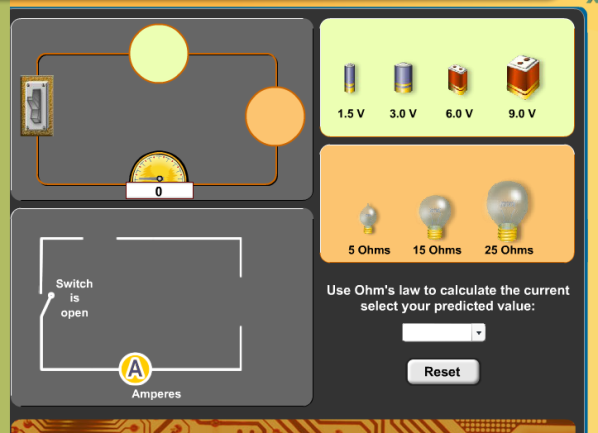 1.5 V 3.0 V 6.0 V 9.0 V
0
5 Ohms 15 Ohms 25 Ohms
Switch
is
open
A
Amperes
Use Ohm's law to calculate the current
select your predicted value:
Reset